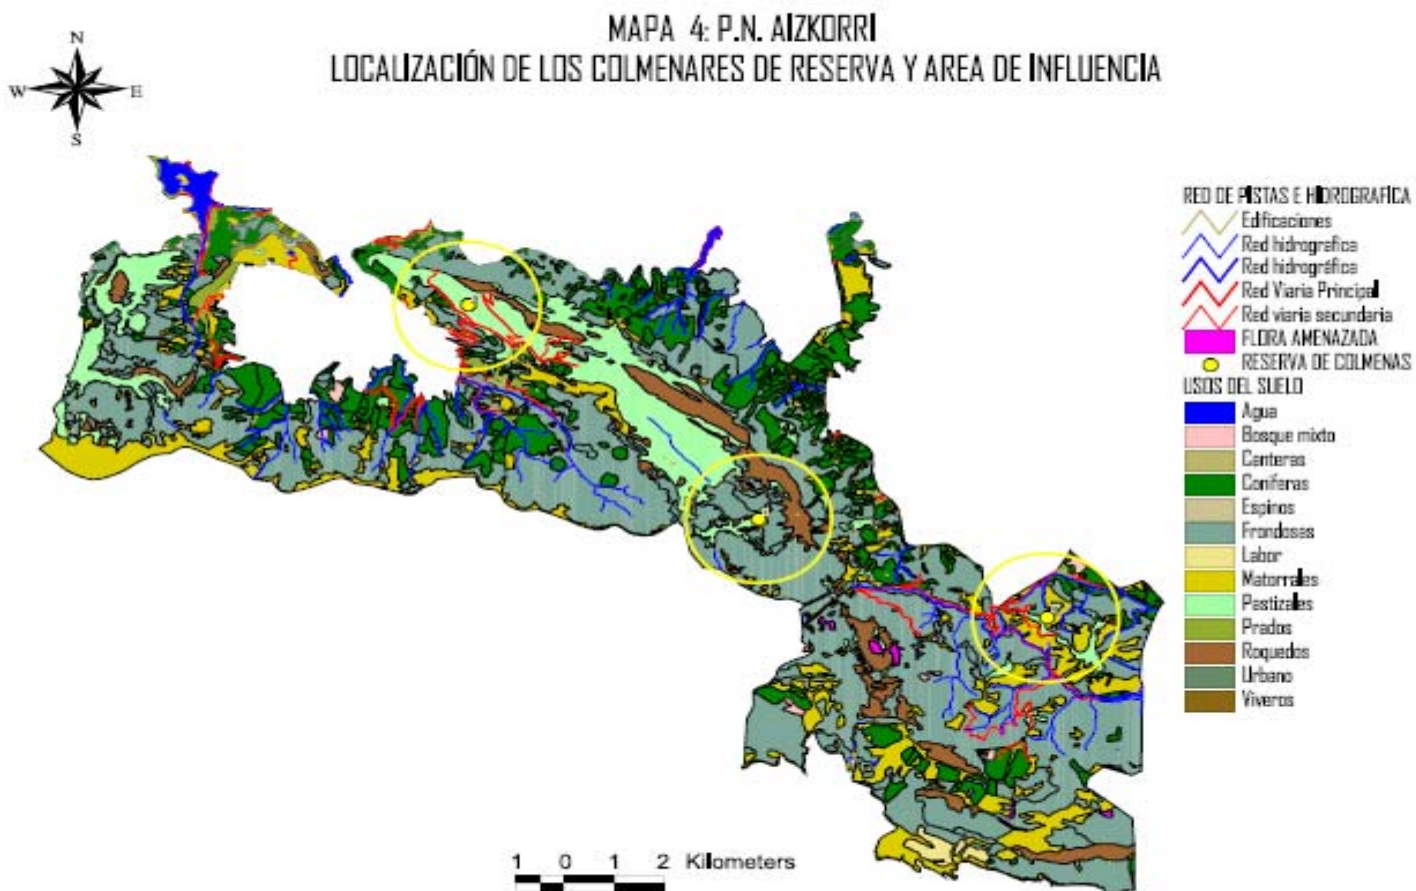 MAPA 4: P.N. AIZKORRI
LOCALIZACIÓN DE LOS COLMENARES DE RESERVA Y AREA DE INFLUENCIA
N
W E
S
RED DE PISTAS E HIDROGRAFICA
Edificaciones
Red hidrografica
Red hidrográfica
Red Viaria Principal
Red viaria secundaria
FLORA AMENAZADA
RESERVA DE COLMENAS
USOS DEL SUELO
Agua
Bosque mixto
Canteras
Coniferas
Espinos
Frondosas
Labor
Matorrales
Pastizales
Prados
Roquedos
Urbano
Viveros
1 0 1 2 Kilometers